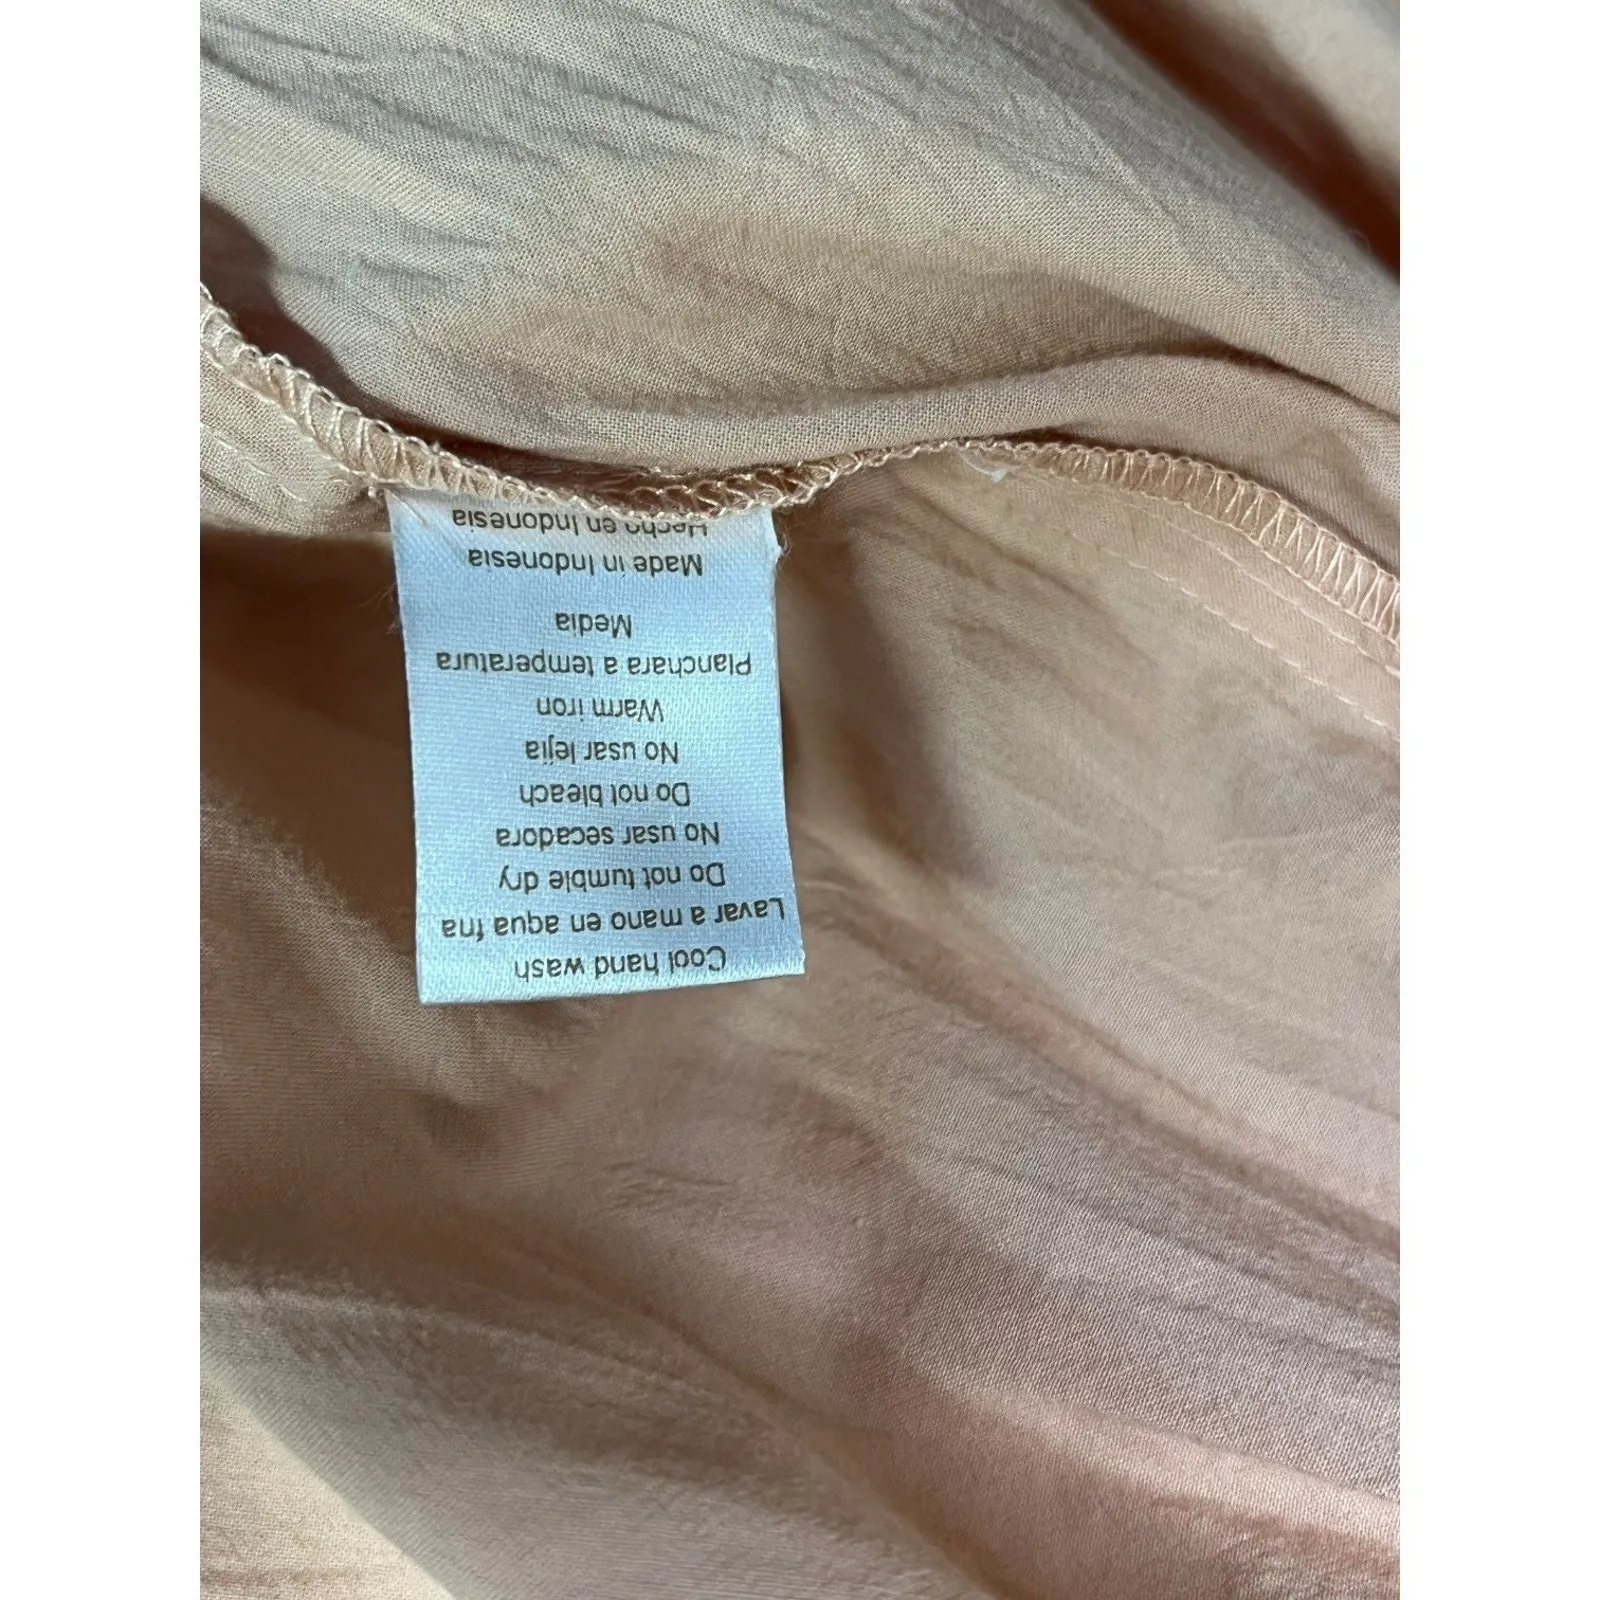 Cool hand wash
Lavar a mano en aqua fria
Do not tumble dry
No usar secadora
Do not bleach
No usar lejia
Warm iron
Planchara a temperatura
Media
Made in Indonesia
Hecho en Indonesia